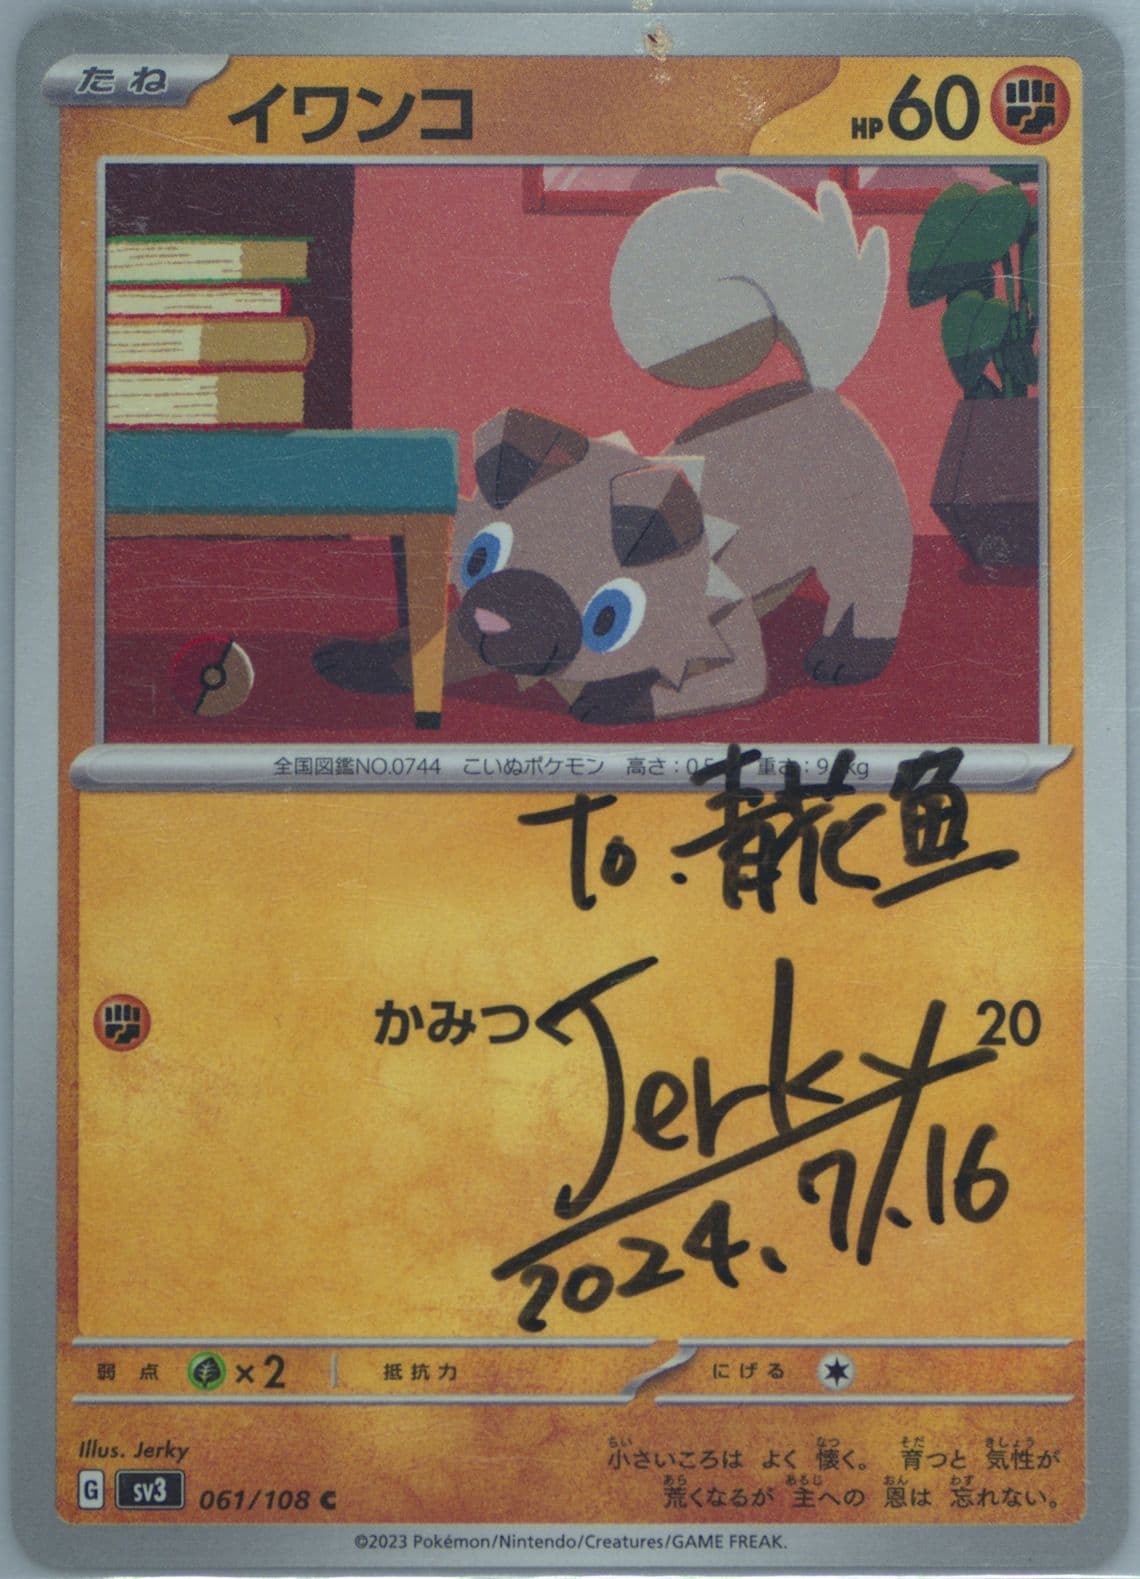 たね イワンコ HP 60
全国図鑑NO.0744 こいぬポケモン 高さ:0.5 重さ:9. kg
To. 青花魚
かみつく 20
Jerky
2024. 7. 16
弱点 ×2 抵抗力 にげる
Illus. Jerky
小さいころは よく 懐く。 育つと 気性が
荒くなるが 主への 恩は 忘れない。
G sv3 061/108 C
©2023 Pokémon/Nintendo/Creatures/GAME FREAK.